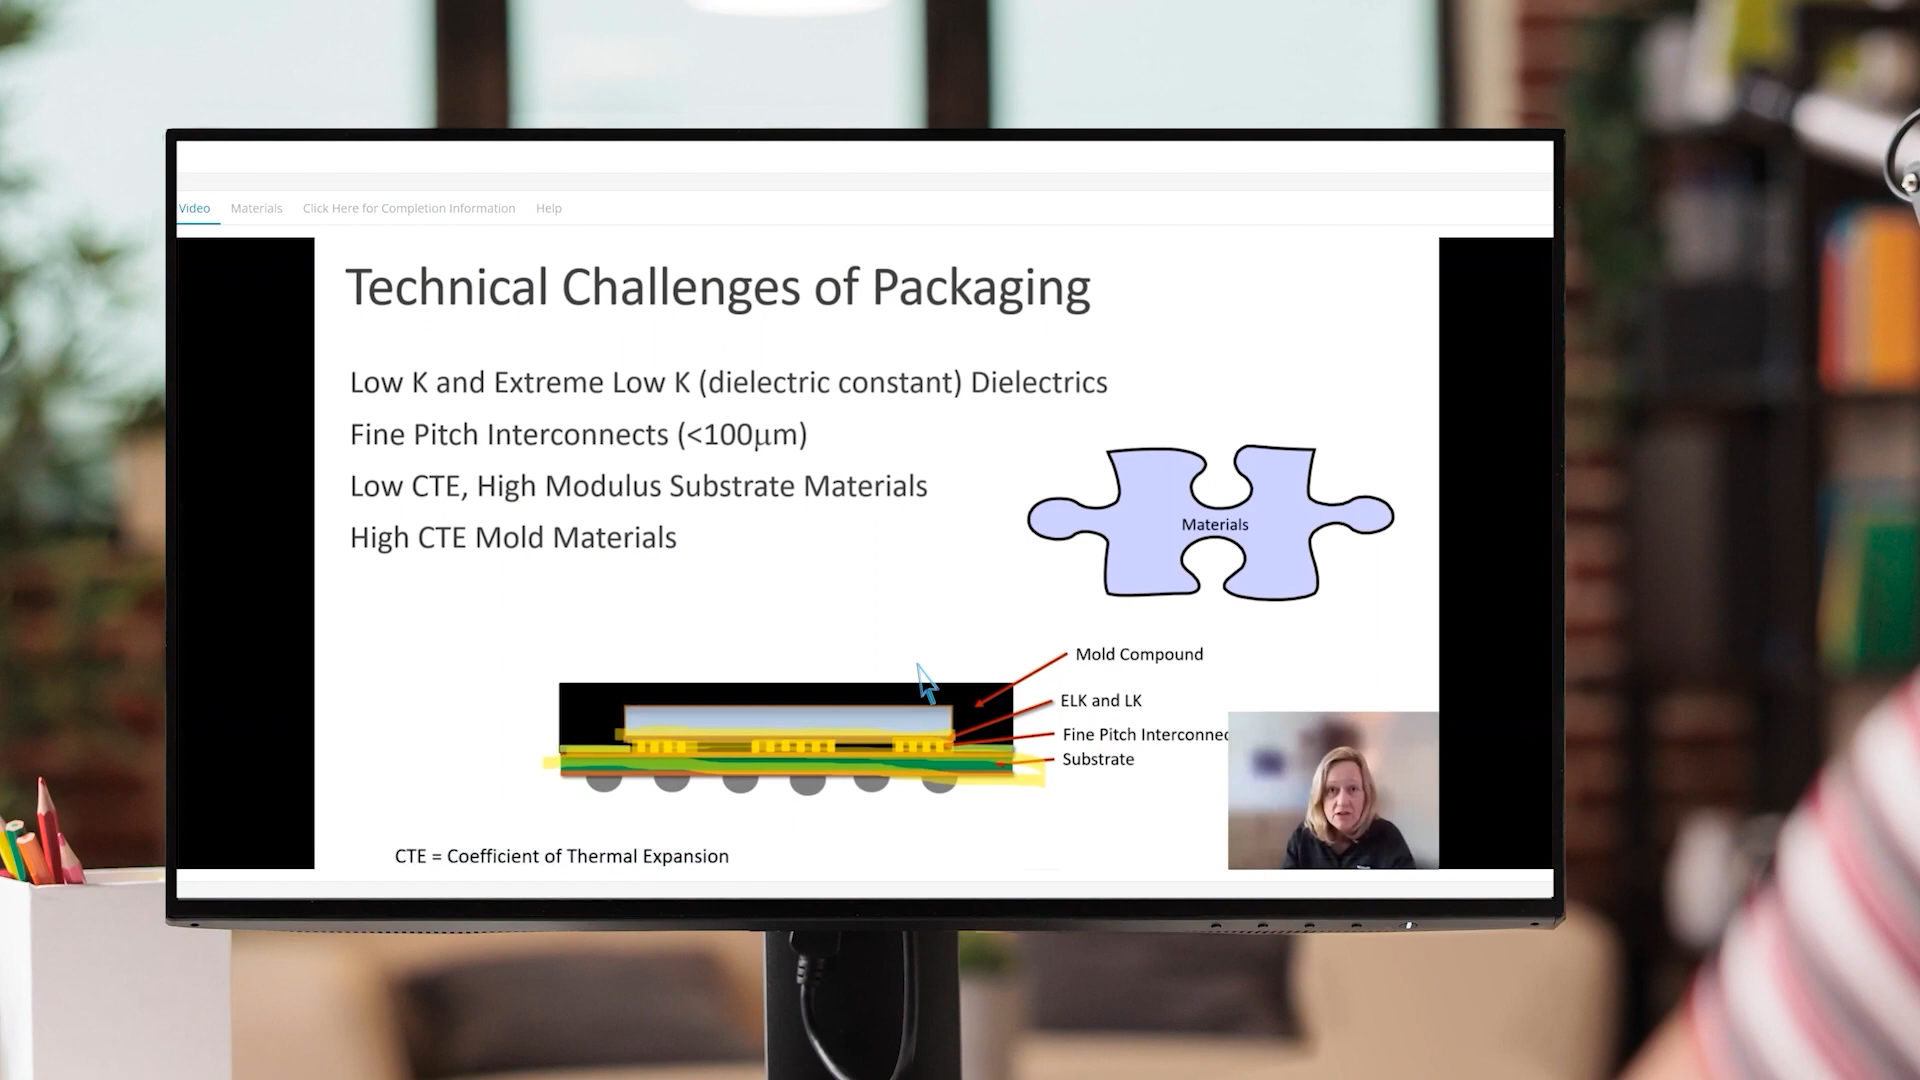 Video Materials Click Here for Completion Information Help
Technical Challenges of Packaging
Low K and Extreme Low K (dielectric constant) Dielectrics
Fine Pitch Interconnects (<100μm)
Low CTE, High Modulus Substrate Materials
High CTE Mold Materials
Materials
Mold Compound
ELK and LK
Fine Pitch Interconnec
Substrate
CTE = Coefficient of Thermal Expansion